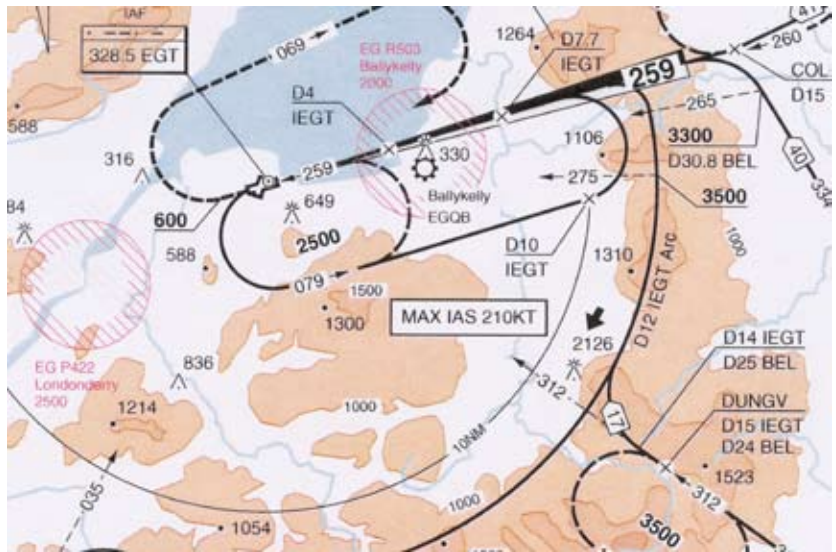 IAF
328.5 EGT
069
EG R503
Ballykelly
2000
1264
D7.7
IEGT
259
260
COL
D15
D4
IEGT
265
3300
D30.8 BEL
40
334
588
316
259
330
1106
275
3500
Ballykelly
EGQB
600
649
84
588
2500
D10
IEGT
1310
1000
079
1500
1300
MAX IAS 210KT
D12 IEGT Arc
EG P422
Londonderry
2500
836
2126
312
D14 IEGT
D25 BEL
1214
1000
17
DUNGV
D15 IEGT
D24 BEL
10NM
1523
035
312
1054
1000
3500